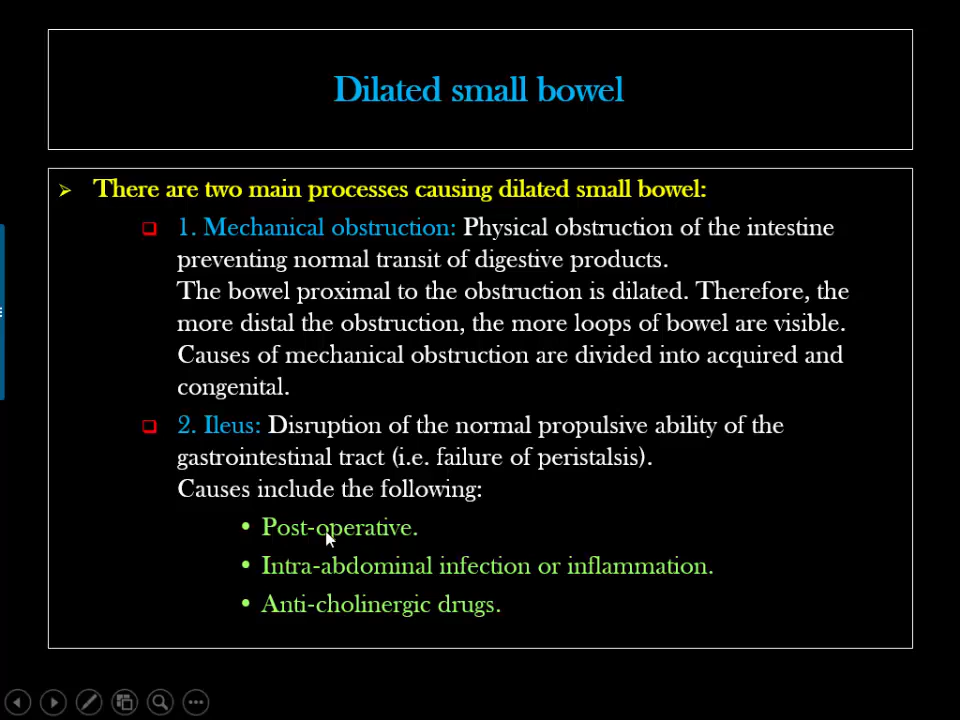 Dilated small bowel
There are two main processes causing dilated small bowel:
1. Mechanical obstruction: Physical obstruction of the intestine
preventing normal transit of digestive products.
The bowel proximal to the obstruction is dilated. Therefore, the
more distal the obstruction, the more loops of bowel are visible.
Causes of mechanical obstruction are divided into acquired and
congenital.
2. Ileus: Disruption of the normal propulsive ability of the
gastrointestinal tract (i.e. failure of peristalsis).
Causes include the following:
• Post-operative.
• Intra-abdominal infection or inflammation.
• Anti-cholinergic drugs.